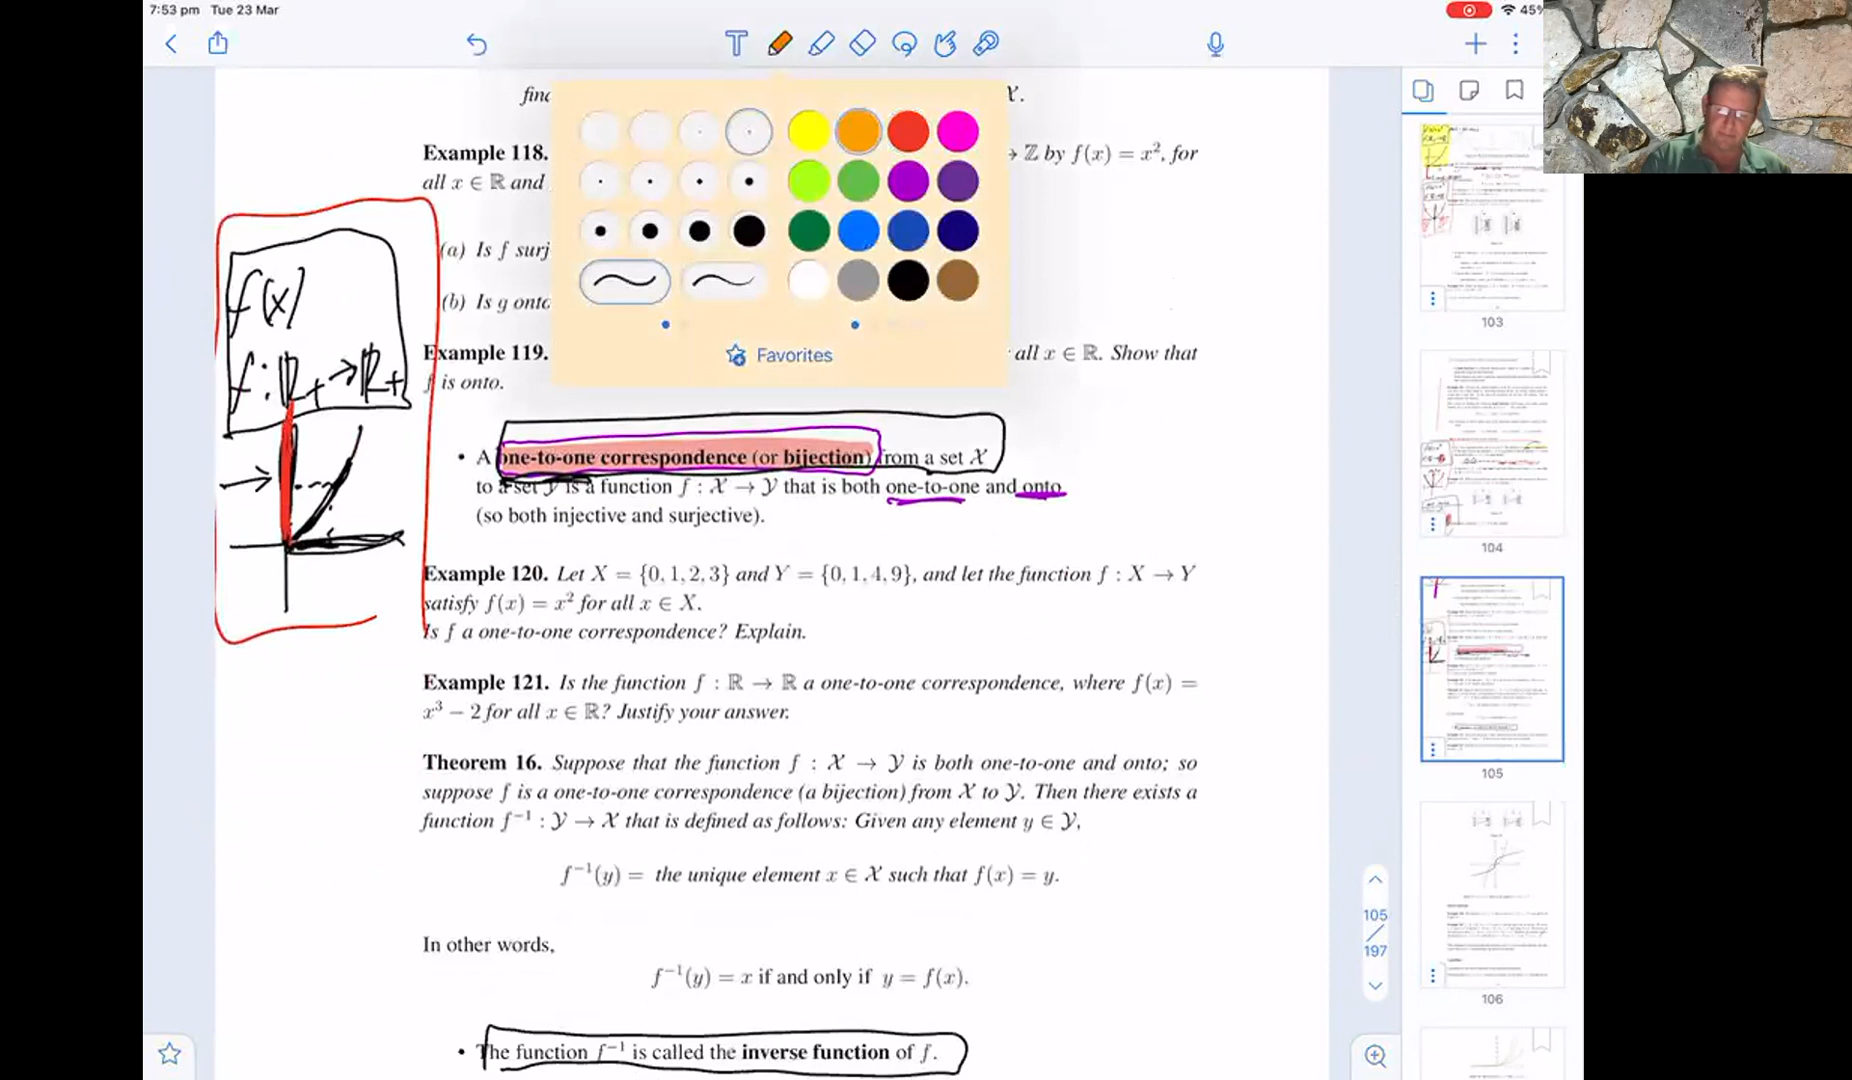 7:53 pm Tue 23 Mar
45%
find
X.
Example 118.
→ ℤ by f(x) = x², for
all x ∈ ℝ and
(a) Is f surj
(b) Is g onto
Example 119.
all x ∈ ℝ. Show that
f is onto.
Favorites
f(x)
f: ℝ₊ → ℝ₊
• A one-to-one correspondence (or bijection) from a set X
to a set Y is a function f : X → Y that is both one-to-one and onto
(so both injective and surjective).
Example 120. Let X = {0, 1, 2, 3} and Y = {0, 1, 4, 9}, and let the function f : X → Y
satisfy f(x) = x² for all x ∈ X.
Is f a one-to-one correspondence? Explain.
Example 121. Is the function f : ℝ → ℝ a one-to-one correspondence, where f(x) =
x³ − 2 for all x ∈ ℝ? Justify your answer.
Theorem 16. Suppose that the function f : X → Y is both one-to-one and onto; so
suppose f is a one-to-one correspondence (a bijection) from X to Y. Then there exists a
function f⁻¹ : Y → X that is defined as follows: Given any element y ∈ Y,
f⁻¹(y) = the unique element x ∈ X such that f(x) = y.
In other words,
f⁻¹(y) = x if and only if y = f(x).
• The function f⁻¹ is called the inverse function of f.
103
104
105
106
105
197